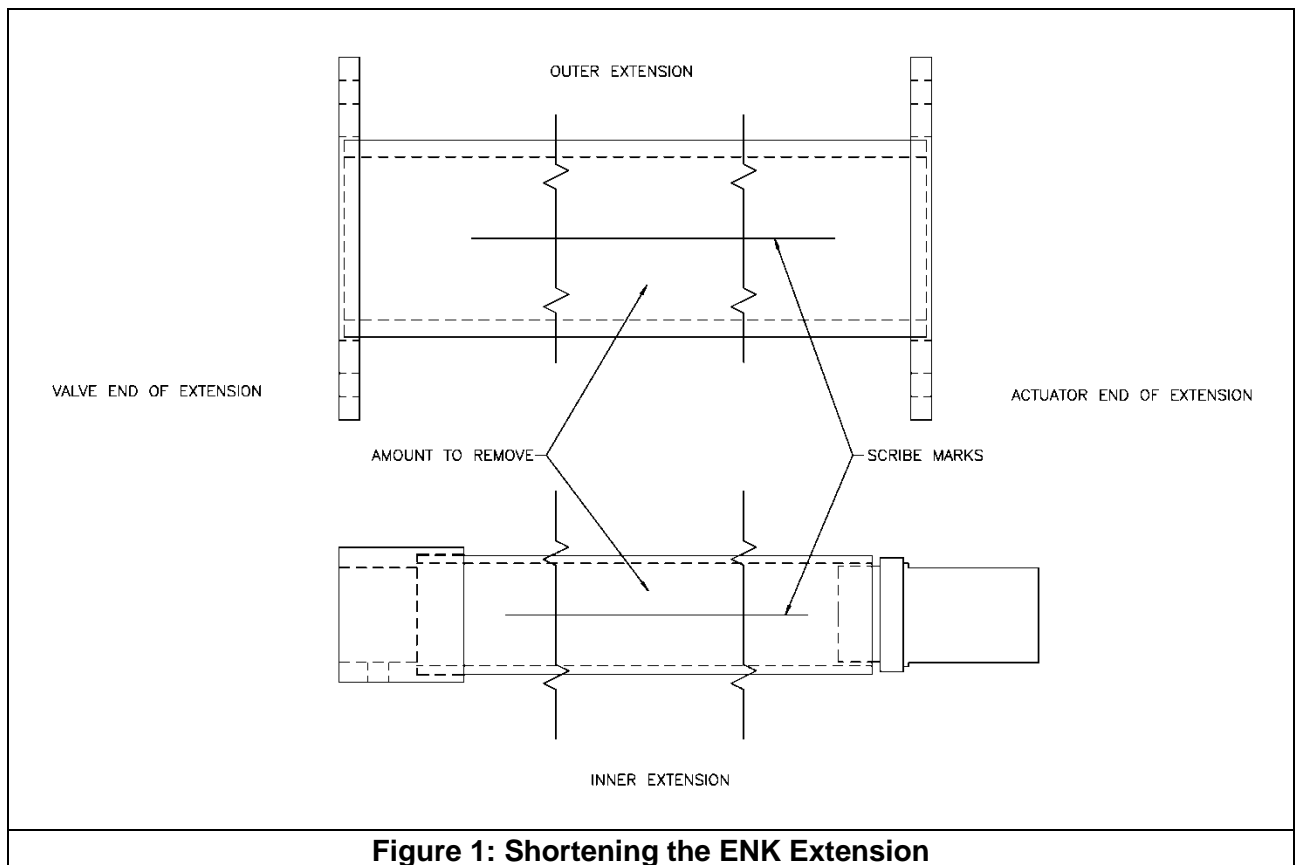 OUTER EXTENSION
VALVE END OF EXTENSION
ACTUATOR END OF EXTENSION
AMOUNT TO REMOVE
SCRIBE MARKS
INNER EXTENSION
Figure 1: Shortening the ENK Extension